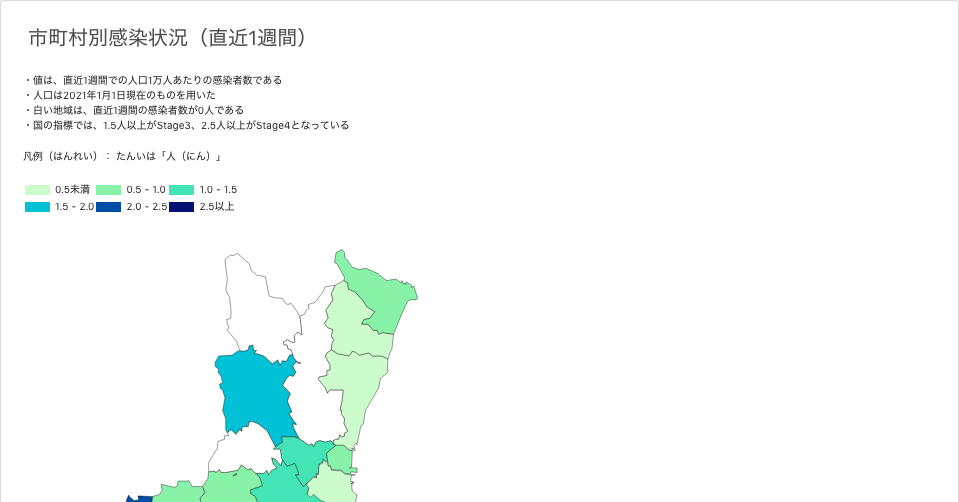 市町村別感染状況（直近1週間）
・値は、直近1週間での人口1万人あたりの感染者数である
・人口は2021年1月1日現在のものを用いた
・白い地域は、直近1週間の感染者数が0人である
・国の指標では、1.5人以上がStage3、2.5人以上がStage4となっている
凡例（はんれい）： たんいは「人（にん）」
0.5未満 0.5 - 1.0 1.0 - 1.5
1.5 - 2.0 2.0 - 2.5 2.5以上